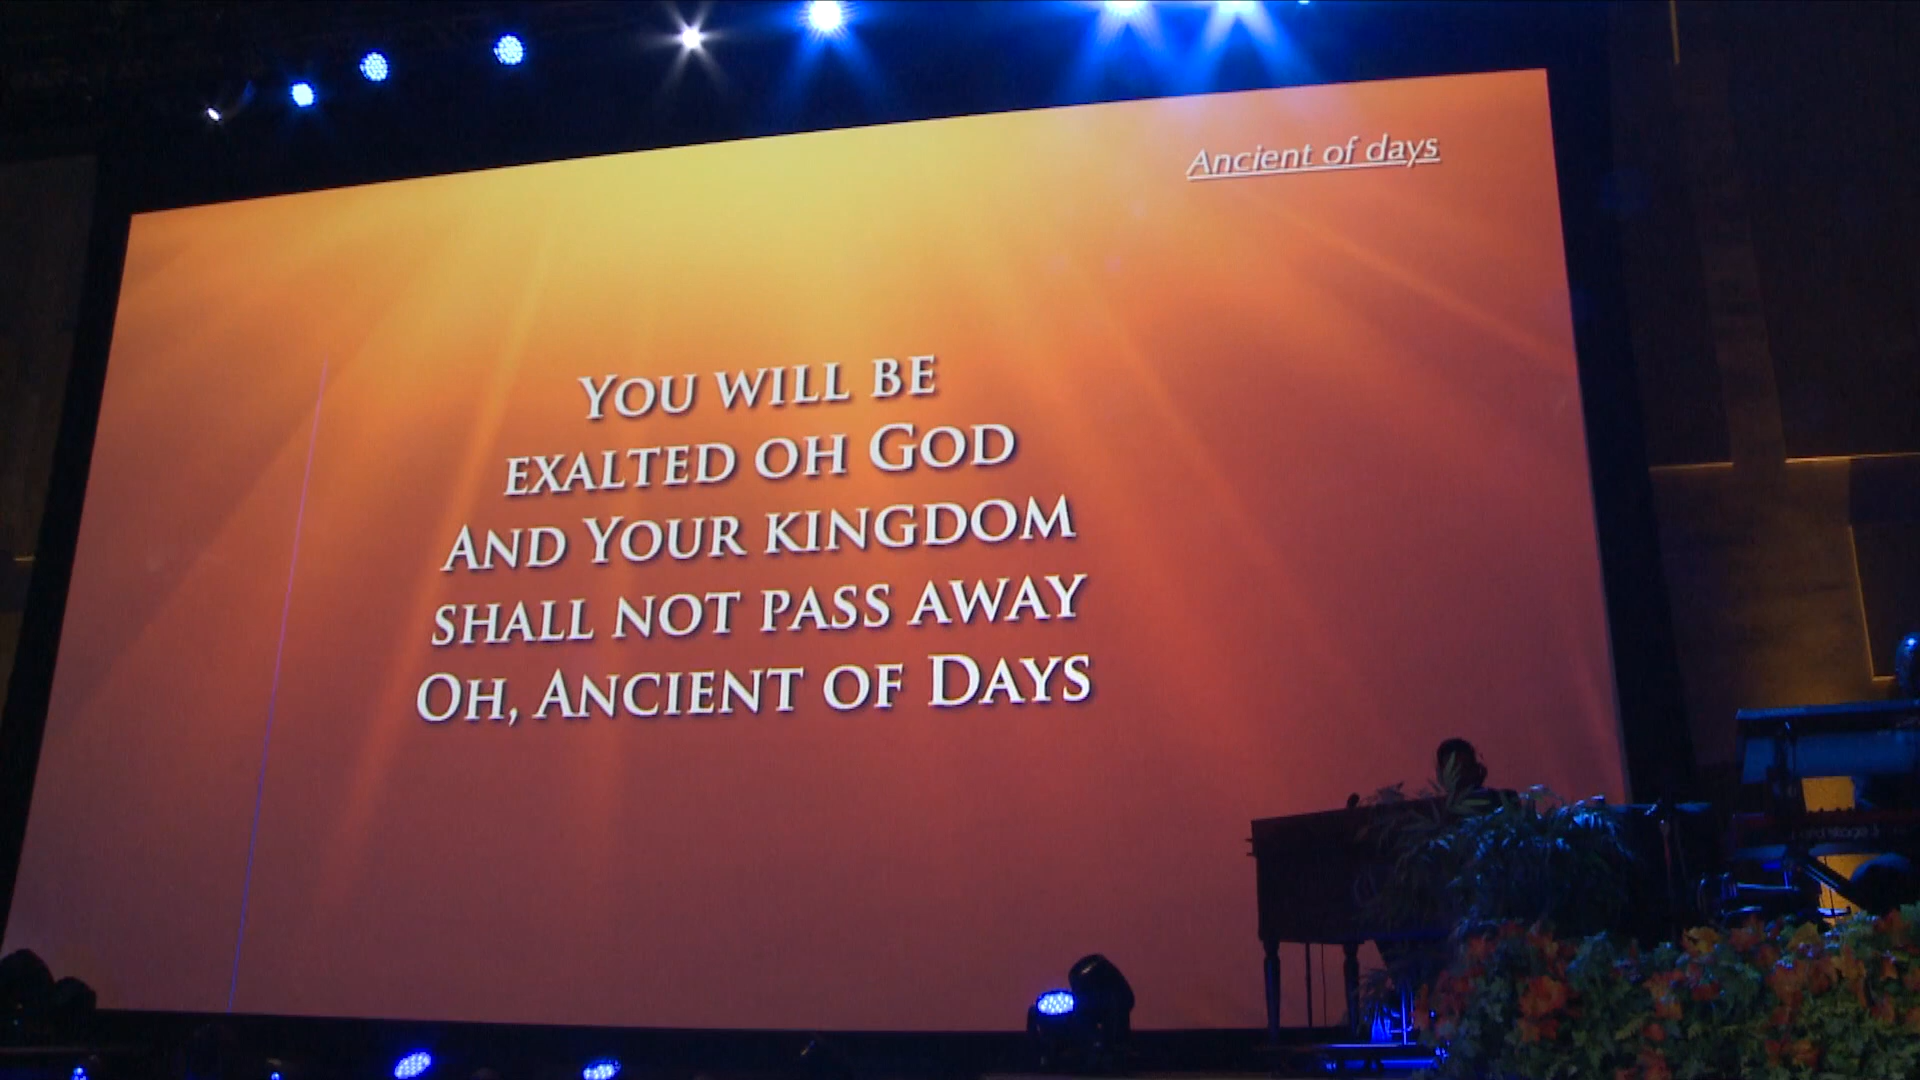 Ancient of days
You will be
exalted oh God
And Your kingdom
shall not pass away
Oh, Ancient of Days